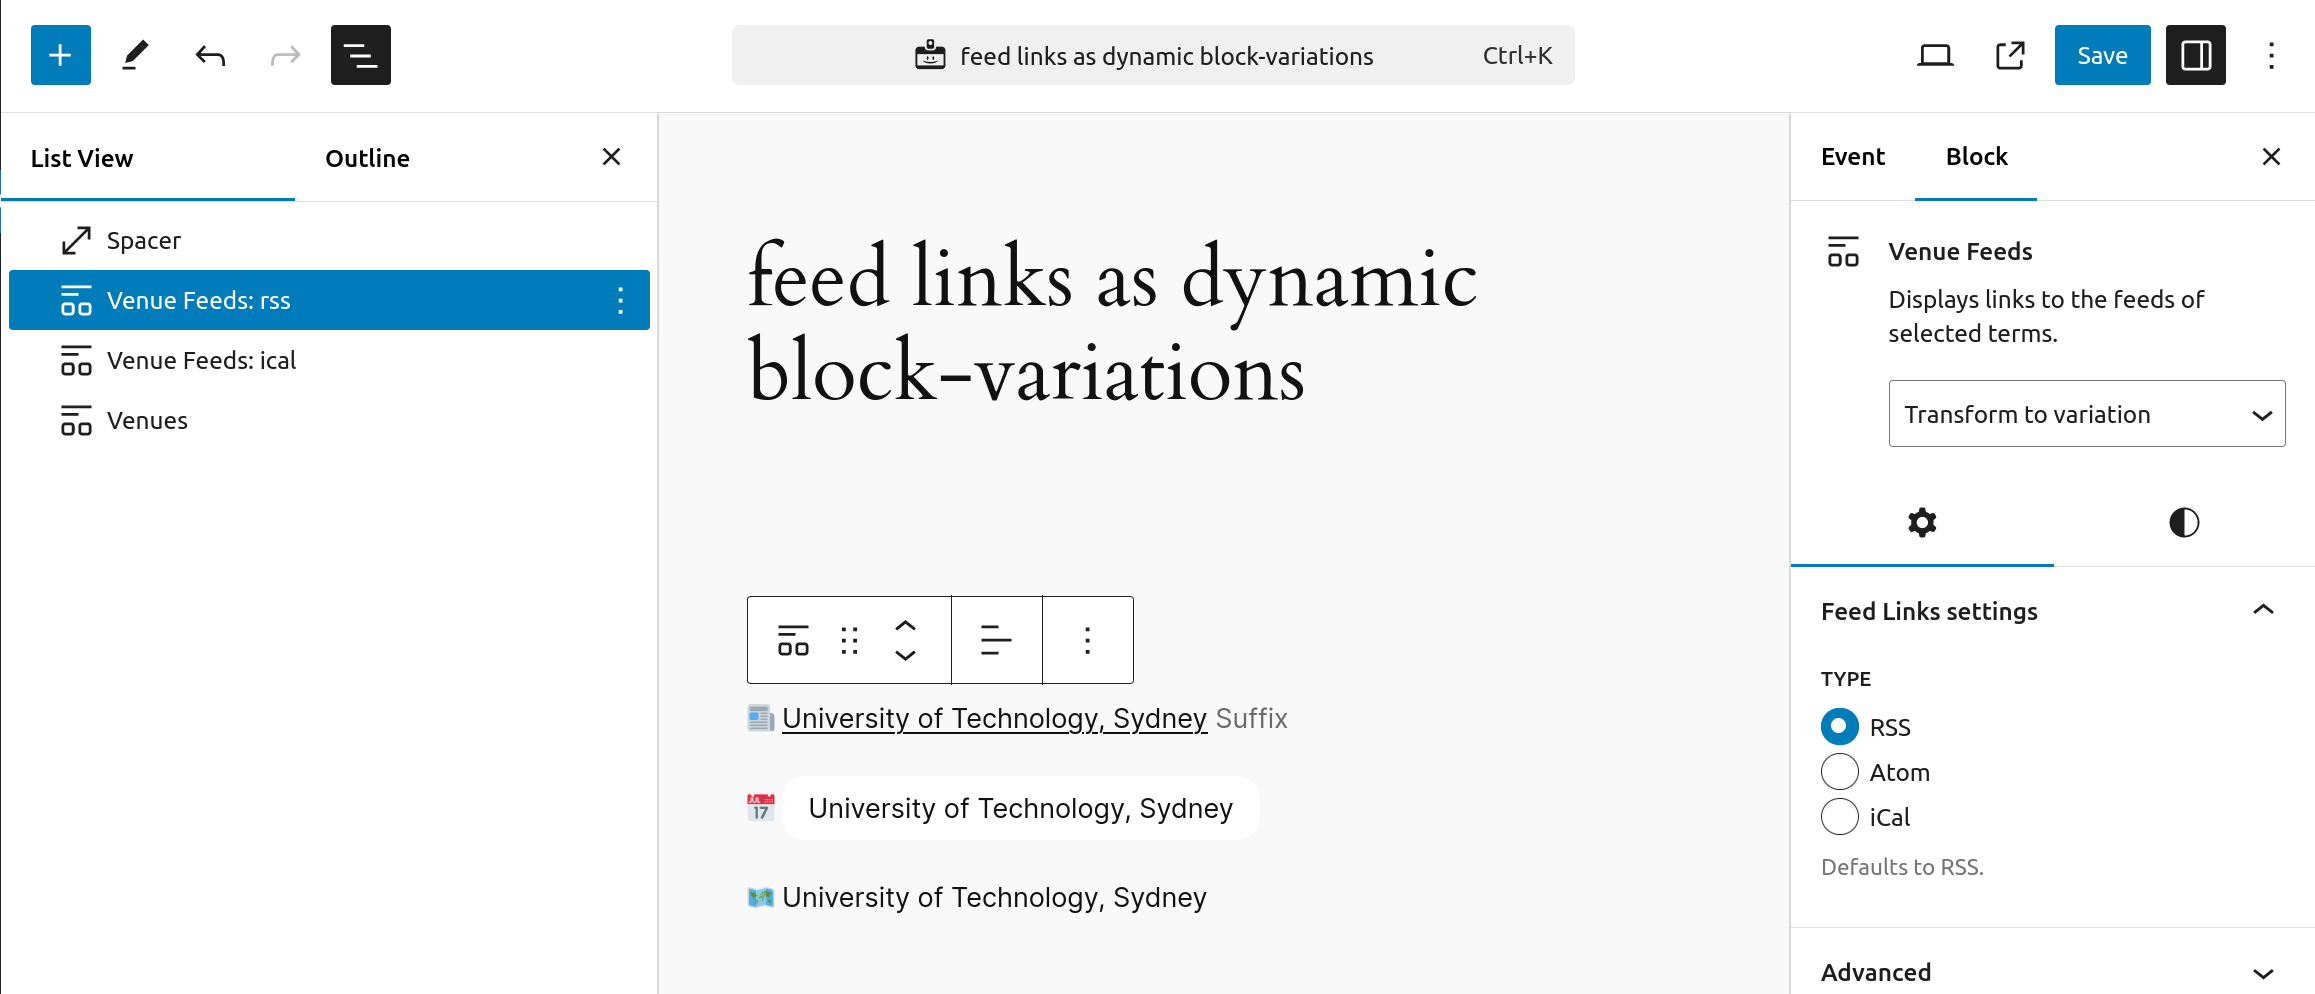 feed links as dynamic block-variations
Ctrl+K
Save
List View
Outline
Spacer
Venue Feeds: rss
Venue Feeds: ical
Venues
feed links as dynamic
block-variations
University of Technology, Sydney Suffix
JUL
17
University of Technology, Sydney
University of Technology, Sydney
Event
Block
Venue Feeds
Displays links to the feeds of
selected terms.
Transform to variation
Feed Links settings
TYPE
RSS
Atom
iCal
Defaults to RSS.
Advanced